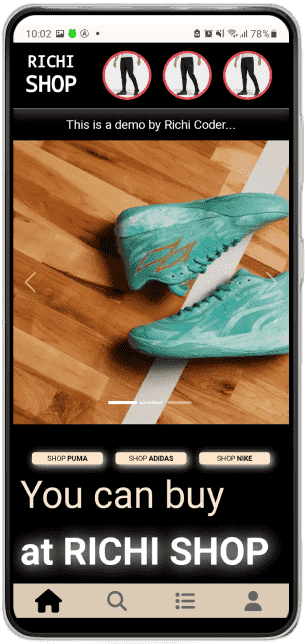 10:02
78%
RICHI
SHOP
This is a demo by Richi Coder...
SHOP PUMA
SHOP ADIDAS
SHOP NIKE
You can buy
at RICHI SHOP